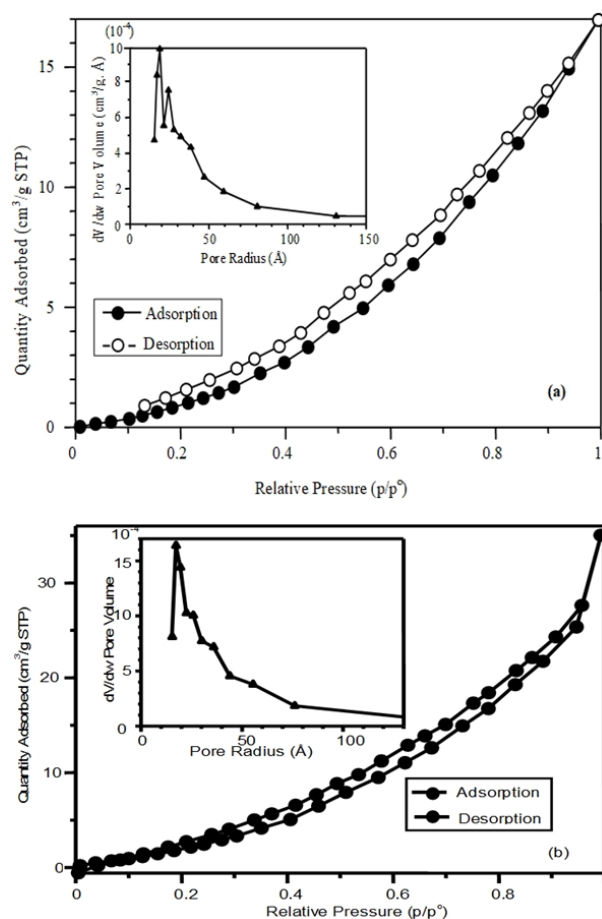 (10⁻⁴)
10
8
6
4
2
0
dV/dw Pore Volume (cm³/g. Å)
0
50
100
150
Pore Radius (Å)
15
10
5
0
Quantity Adsorbed (cm³/g STP)
Adsorption
Desorption
(a)
0.2
0.4
0.6
0.8
1
Relative Pressure (p/p°)
10⁻⁴
15
10
5
0
dV/dw Pore Volume
0
50
100
Pore Radius (Å)
30
20
10
0
Quantity Adsorbed (cm³/g STP)
Adsorption
Desorption
(b)
0
0.2
0.4
0.6
0.8
Relative Pressure (p/p°)